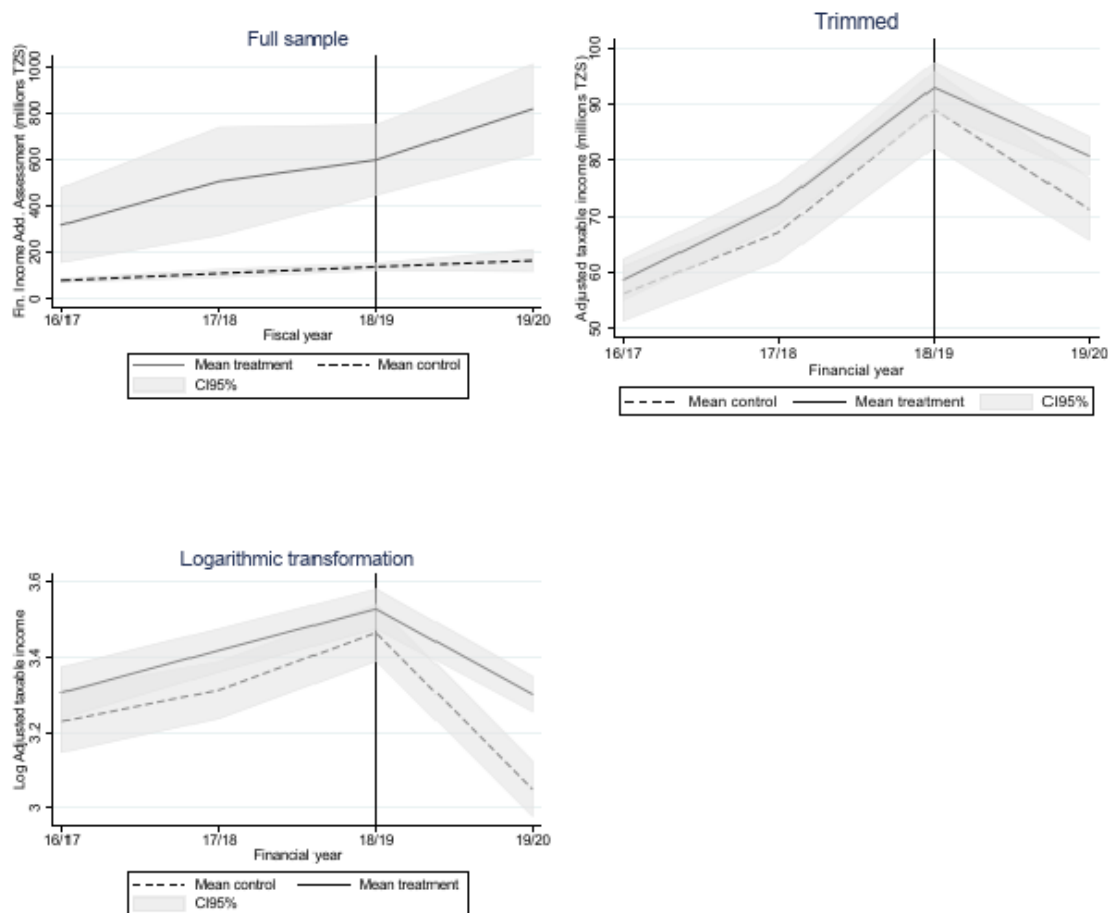 Full sample
Fin. Income Add. Assessment (millions TZS)
1000
800
600
400
200
0
16/17 17/18 18/19 19/20
Fiscal year
Mean treatment Mean control
CI95%
Trimmed
Adjusted taxable income (millions TZS)
100
90
80
70
60
50
16/17 17/18 18/19 19/20
Financial year
Mean control Mean treatment CI95%
Logarithmic transformation
Log Adjusted taxable income
3.6
3.4
3.2
3
16/17 17/18 18/19 19/20
Financial year
Mean control Mean treatment
CI95%